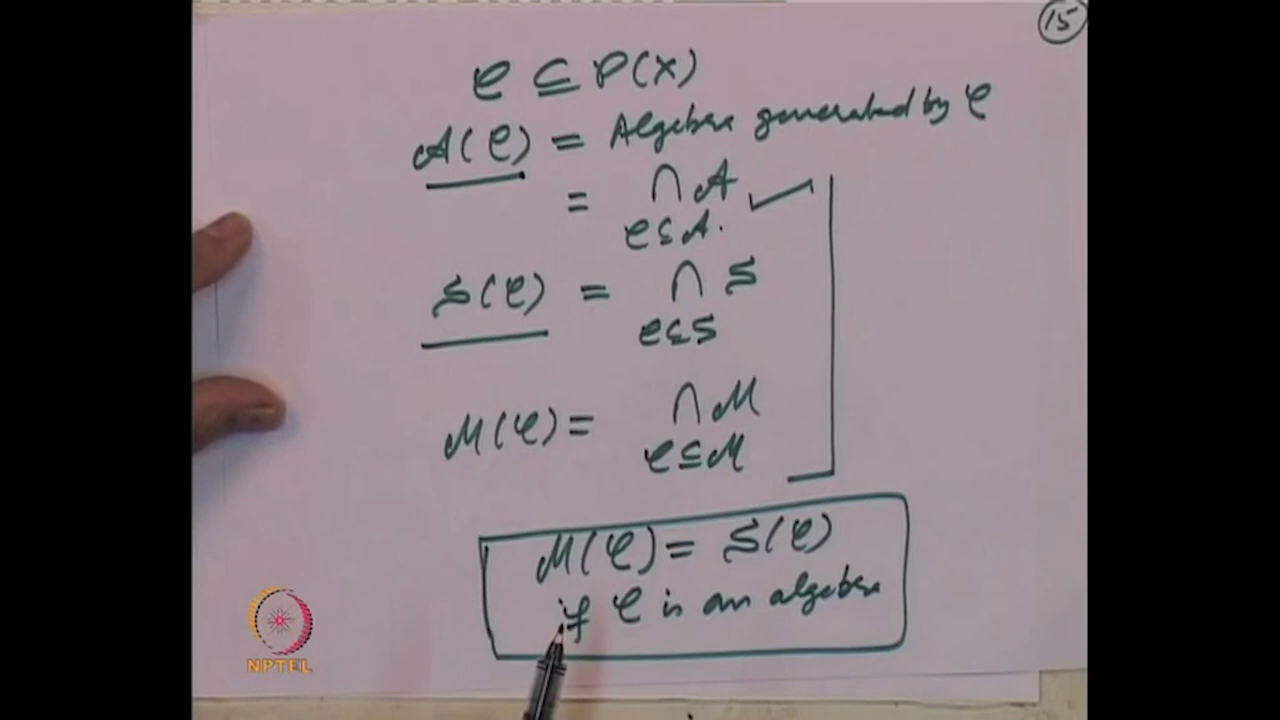 15
𝒞 ⊆ P(X)
𝒜(𝒞) = Algebra generated by 𝒞
= ∩ 𝒜 ✓
𝒞 ⊆ 𝒜.
𝒮(𝒞) = ∩ 𝒮
𝒞 ⊆ 𝒮
ℳ(𝒞) = ∩ ℳ
𝒞 ⊆ ℳ
ℳ(𝒞) = 𝒮(𝒞)
if 𝒞 is an algebra
NPTEL